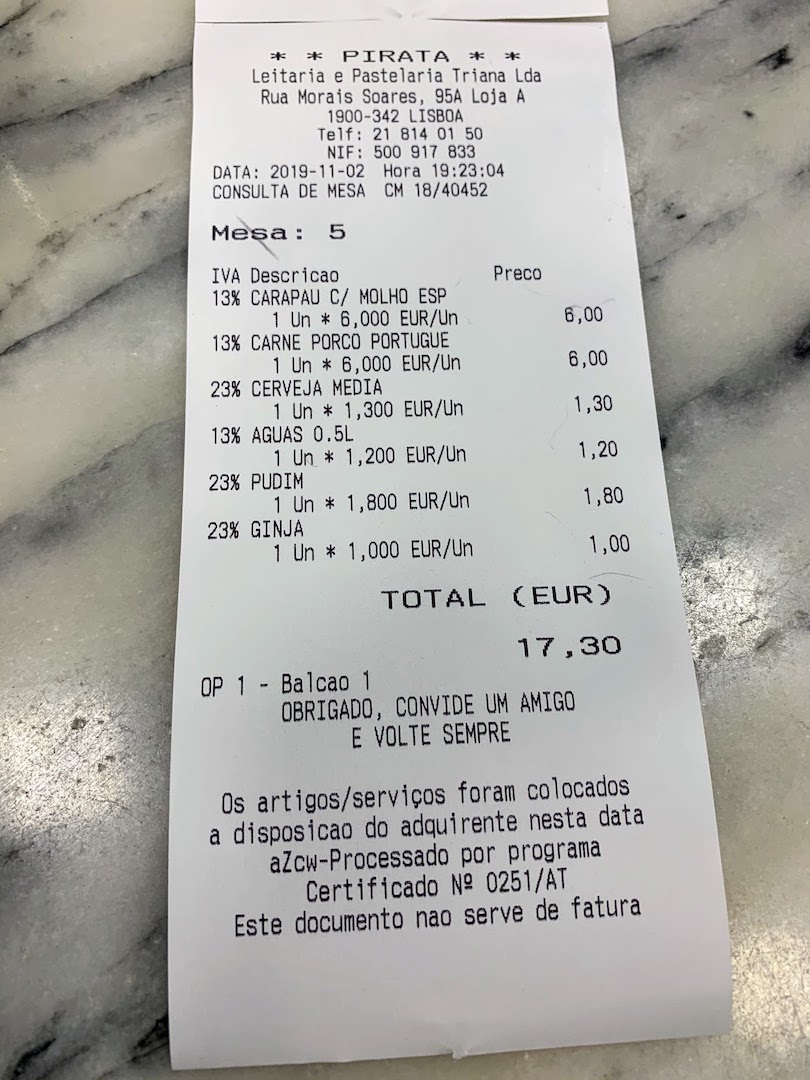 * * PIRATA * *
Leitaria e Pastelaria Triana Lda
Rua Morais Soares, 95A Loja A
1900-342 LISBOA
Telf: 21 814 01 50
NIF: 500 917 833
DATA: 2019-11-02 Hora 19:23:04
CONSULTA DE MESA CM 18/40452
Mesa: 5
IVA Descricao Preco
13% CARAPAU C/ MOLHO ESP
1 Un * 6,000 EUR/Un 6,00
13% CARNE PORCO PORTUGUE
1 Un * 6,000 EUR/Un 6,00
23% CERVEJA MEDIA
1 Un * 1,300 EUR/Un 1,30
13% AGUAS 0.5L
1 Un * 1,200 EUR/Un 1,20
23% PUDIM
1 Un * 1,800 EUR/Un 1,80
23% GINJA
1 Un * 1,000 EUR/Un 1,00
TOTAL (EUR)
17,30
OP 1 - Balcao 1
OBRIGADO, CONVIDE UM AMIGO
E VOLTE SEMPRE
Os artigos/serviços foram colocados
a disposicao do adquirente nesta data
aZcw-Processado por programa
Certificado Nº 0251/AT
Este documento nao serve de fatura